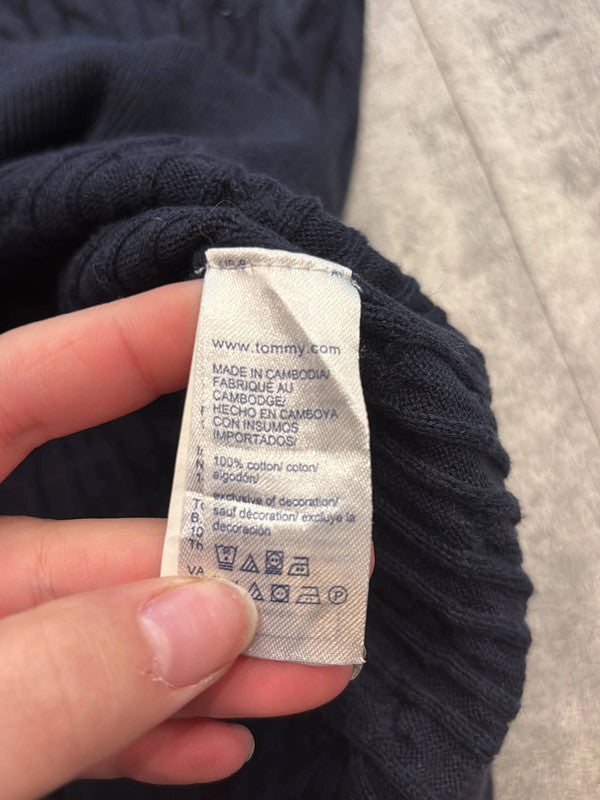 www.tommy.com
MADE IN CAMBODIA/
FABRIQUÉ AU
CAMBODGE/
HECHO EN CAMBOYA
CON INSUMOS
IMPORTADOS/
100% cotton/ coton/
algodón/
exclusive of decoration/
sauf décoration/ excluye la
decoración
P